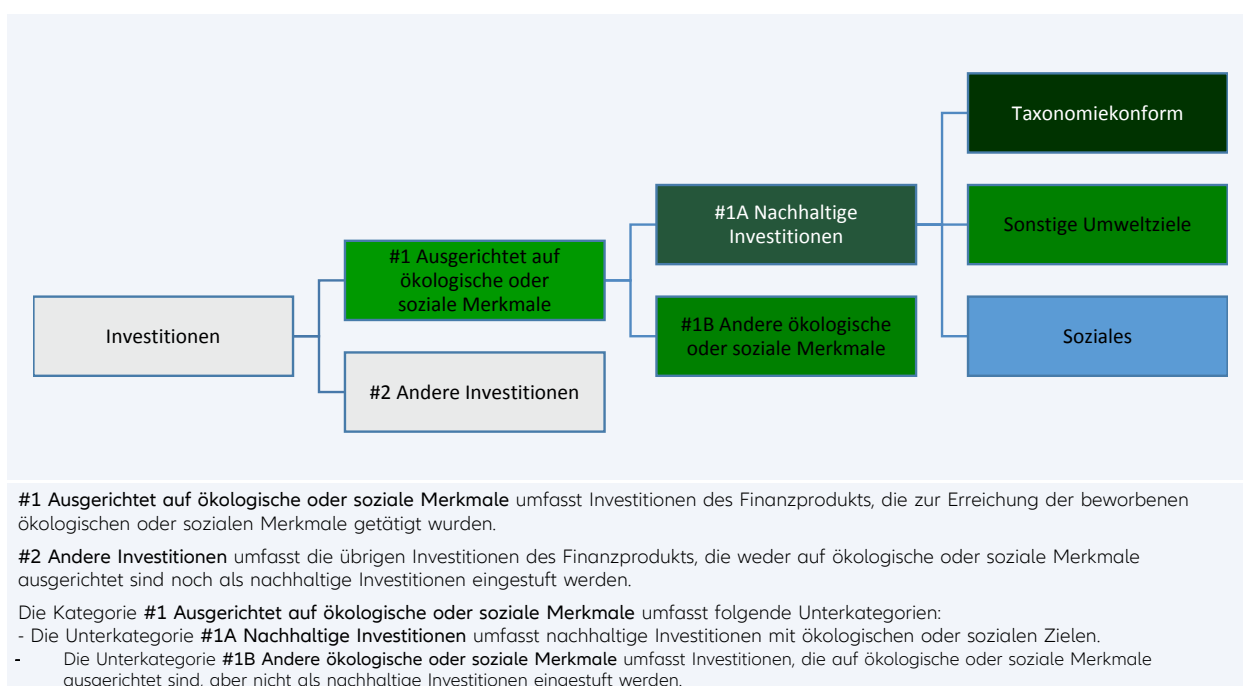 Taxonomiekonform
#1A Nachhaltige
Investitionen
Sonstige Umweltziele
#1 Ausgerichtet auf
ökologische oder
soziale Merkmale
Investitionen
#1B Andere ökologische
oder soziale Merkmale
Soziales
#2 Andere Investitionen
#1 Ausgerichtet auf ökologische oder soziale Merkmale umfasst Investitionen des Finanzprodukts, die zur Erreichung der beworbenen
ökologischen oder sozialen Merkmale getätigt wurden.
#2 Andere Investitionen umfasst die übrigen Investitionen des Finanzprodukts, die weder auf ökologische oder soziale Merkmale
ausgerichtet sind noch als nachhaltige Investitionen eingestuft werden.
Die Kategorie #1 Ausgerichtet auf ökologische oder soziale Merkmale umfasst folgende Unterkategorien:
- Die Unterkategorie #1A Nachhaltige Investitionen umfasst nachhaltige Investitionen mit ökologischen oder sozialen Zielen.
- Die Unterkategorie #1B Andere ökologische oder soziale Merkmale umfasst Investitionen, die auf ökologische oder soziale Merkmale
ausgerichtet sind, aber nicht als nachhaltige Investitionen eingestuft werden.